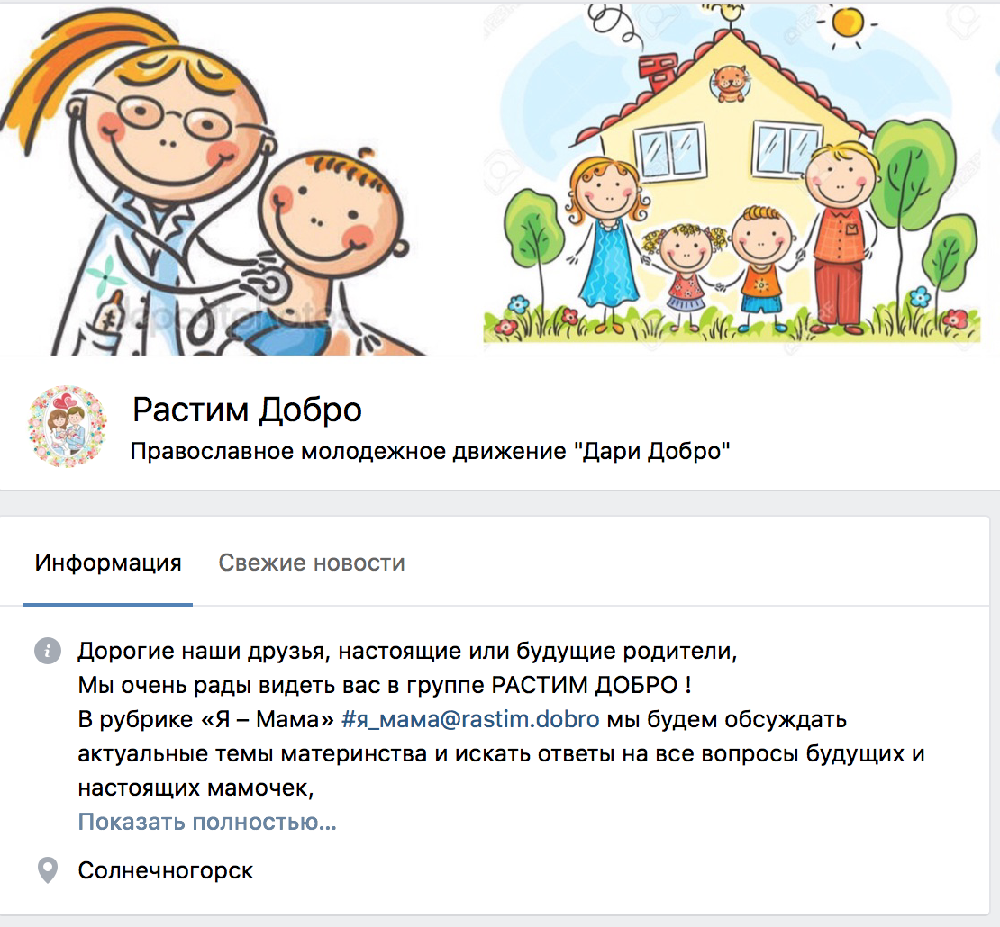 depositphotos
Растим Добро
Православное молодежное движение "Дари Добро"
Информация
Свежие новости
Дорогие наши друзья, настоящие или будущие родители,
Мы очень рады видеть вас в группе РАСТИМ ДОБРО !
В рубрике «Я – Мама» #я_мама@rastim.dobro мы будем обсуждать
актуальные темы материнства и искать ответы на все вопросы будущих и
настоящих мамочек,
Показать полностью...
Солнечногорск